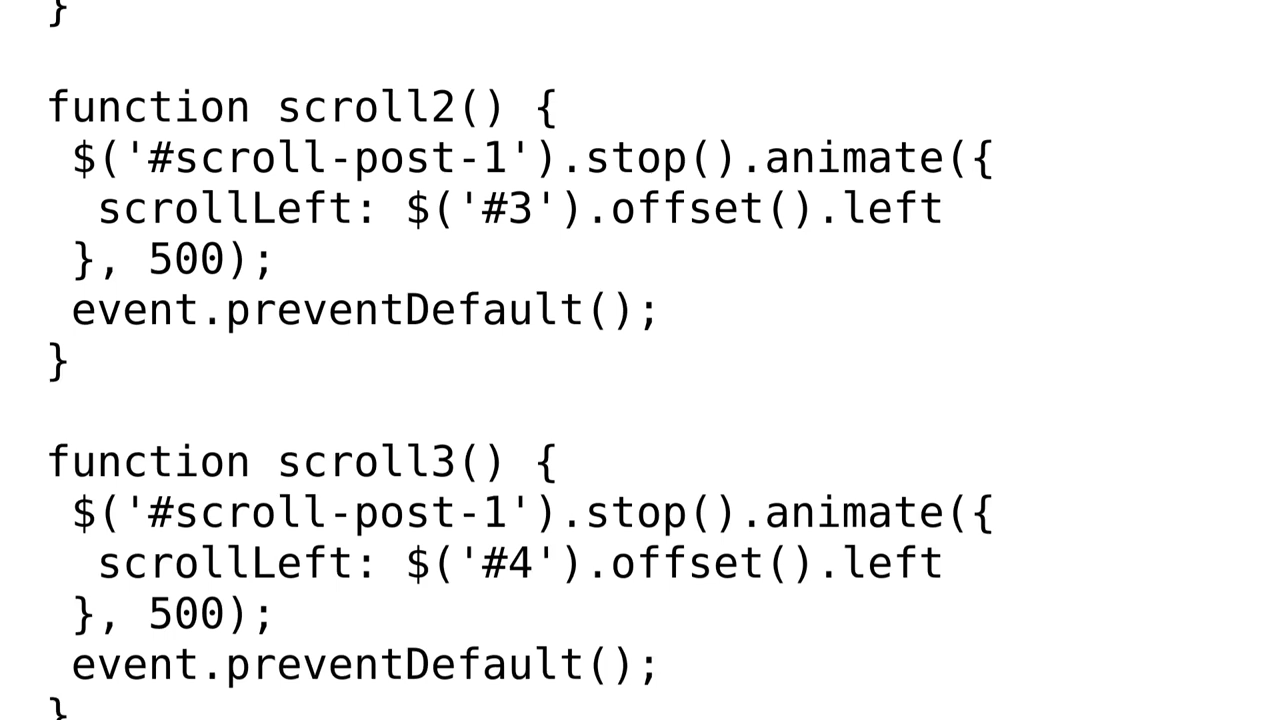 }

function scroll2() {
 $('#scroll-post-1').stop().animate({
  scrollLeft: $('#3').offset().left
 }, 500);
 event.preventDefault();
}

function scroll3() {
 $('#scroll-post-1').stop().animate({
  scrollLeft: $('#4').offset().left
 }, 500);
 event.preventDefault();
}